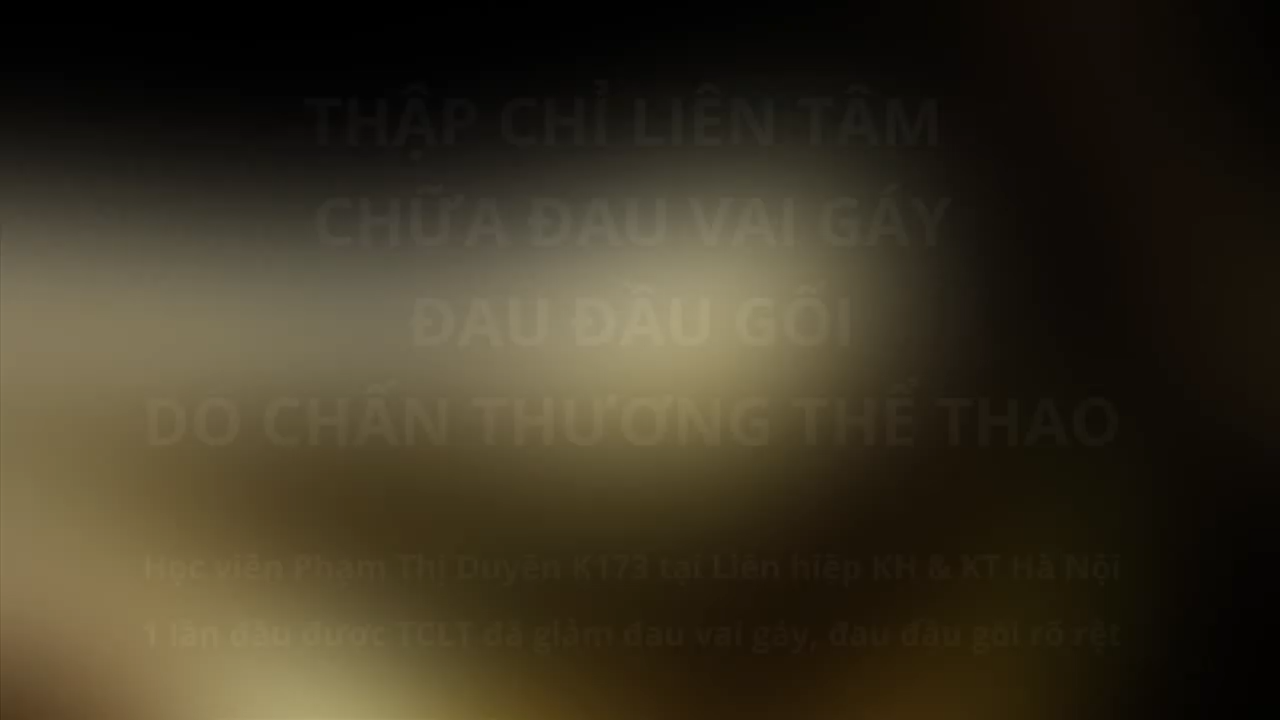 THẬP CHỈ LIÊN TÂM
CHỮA ĐAU VAI GÁY
ĐAU ĐẦU GỐI
DO CHẤN THƯƠNG THỂ THAO
Học viên Phạm Thị Duyên K173 tại Liên hiệp KH & KT Hà Nội
1 lần đầu được TCLT đã giảm đau vai gáy, đau đầu gối rõ rệt